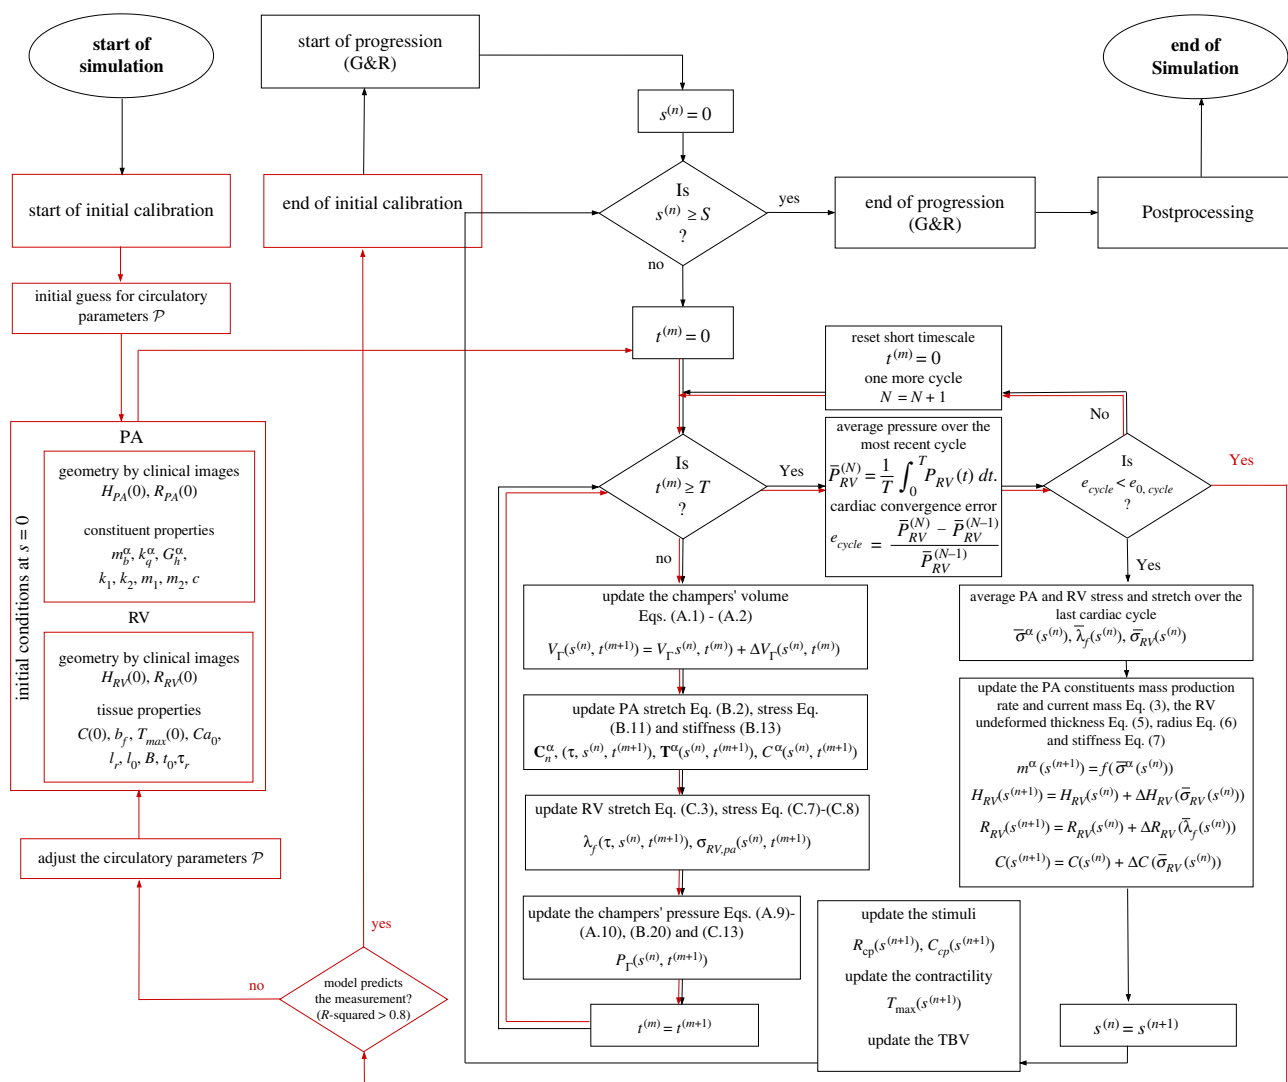 start of
simulation
start of progression
(G&R)
s^(n) = 0
end of
Simulation
start of initial calibration
end of initial calibration
Is
s^(n) ≥ S
?
yes
no
end of progression
(G&R)
Postprocessing
initial guess for circulatory
parameters 𝒫
t^(m) = 0
reset short timescale
t^(m) = 0
one more cycle
N = N + 1
No
initial conditions at s = 0
PA
geometry by clinical images
H_PA(0), R_PA(0)
constituent properties
m_b^α, k_q^α, G_h^α,
k_1, k_2, m_1, m_2, c
RV
geometry by clinical images
H_RV(0), R_RV(0)
tissue properties
C(0), b_f, T_max(0), Ca_0,
l_r, l_0, B, t_0,τ_r
Is
t^(m) ≥ T
?
Yes
no
average pressure over the
most recent cycle
P̅_RV^(N) = 1/T ∫_0^T P_RV(t) dt.
cardiac convergence error
e_cycle = (P̅_RV^(N) − P̅_RV^(N–1)) / P̅_RV^(N–1)
Is
e_cycle < e_0, cycle
?
Yes
Yes
update the champers' volume
Eqs. (A.1) - (A.2)
V_Γ(s^(n), t^(m+1)) = V_Γ s^(n), t^(m)) + ΔV_Γ(s^(n), t^(m))
update PA stretch Eq. (B.2), stress Eq.
(B.11) and stiffness (B.13)
C_n^α, (τ, s^(n), t^(m+1)), T^α(s^(n), t^(m+1)), C^α(s^(n), t^(m+1))
update RV stretch Eq. (C.3), stress Eq. (C.7)-(C.8)
λ_f(τ, s^(n), t^(m+1)), σ_RV,pa(s^(n), t^(m+1))
update the champers' pressure Eqs. (A.9)-
(A.10), (B.20) and (C.13)
P_Γ(s^(n), t^(m+1))
t^(m) = t^(m+1)
average PA and RV stress and stretch over the
last cardiac cycle
σ̅^α(s^(n)), λ̅_f(s^(n)), σ̅_RV(s^(n))
update the PA constituents mass production
rate and current mass Eq. (3), the RV
undeformed thickness Eq. (5), radius Eq. (6)
and stiffness Eq. (7)
m^α(s^(n+1)) = f(σ̅^α(s^(n)))
H_RV(s^(n+1)) = H_RV(s^(n)) + ΔH_RV(σ̅_RV(s^(n)))
R_RV(s^(n+1)) = R_RV(s^(n)) + ΔR_RV(λ̅_f(s^(n)))
C(s^(n+1)) = C(s^(n)) + ΔC (σ̅_RV(s^(n)))
s^(n) = s^(n+1)
update the stimuli
R_cp(s^(n+1)), C_cp(s^(n+1))
update the contractility
T_max(s^(n+1))
update the TBV
adjust the circulatory parameters 𝒫
yes
no
model predicts
the measurement?
(R-squared > 0.8)